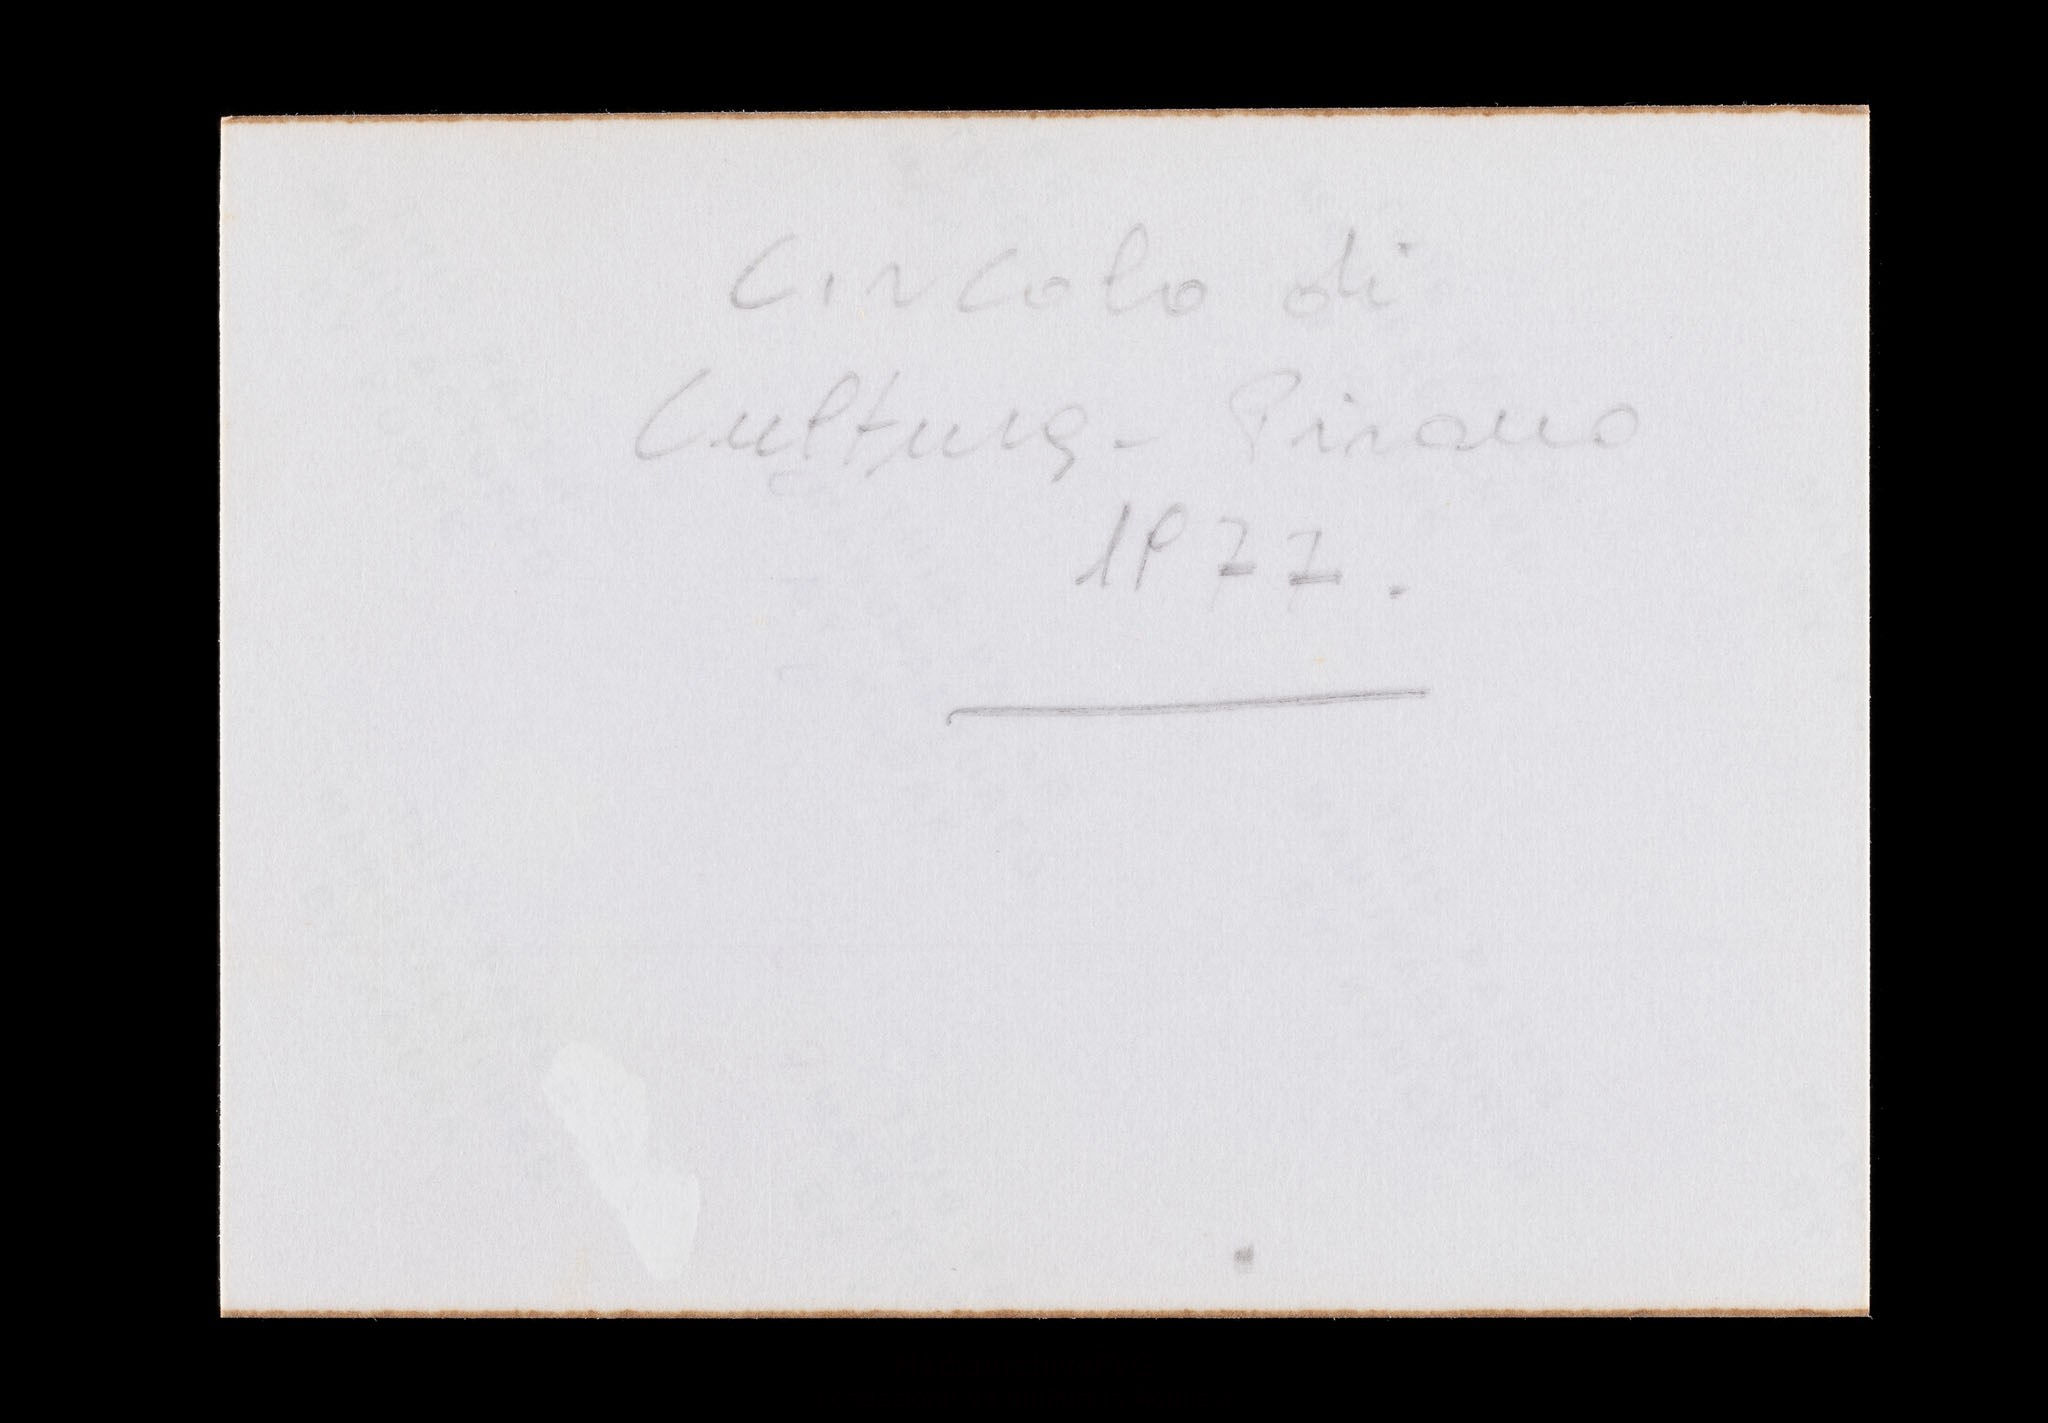 Circolo di
Cultura - Pirano
1977.